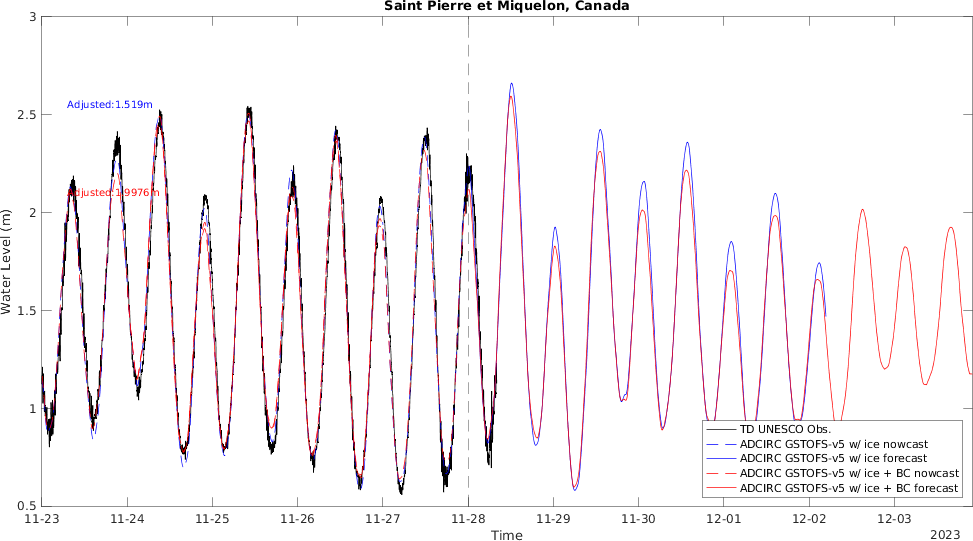 Saint Pierre et Miquelon, Canada
3
2.5
2
1.5
1
0.5
Water Level (m)
Adjusted:1.519m
Adjusted:1.9976m
TD UNESCO Obs.
ADCIRC GSTOFS-v5 w/ ice nowcast
ADCIRC GSTOFS-v5 w/ ice forecast
ADCIRC GSTOFS-v5 w/ ice + BC nowcast
ADCIRC GSTOFS-v5 w/ ice + BC forecast
11-23 11-24 11-25 11-26 11-27 11-28 11-29 11-30 12-01 12-02 12-03
Time
2023